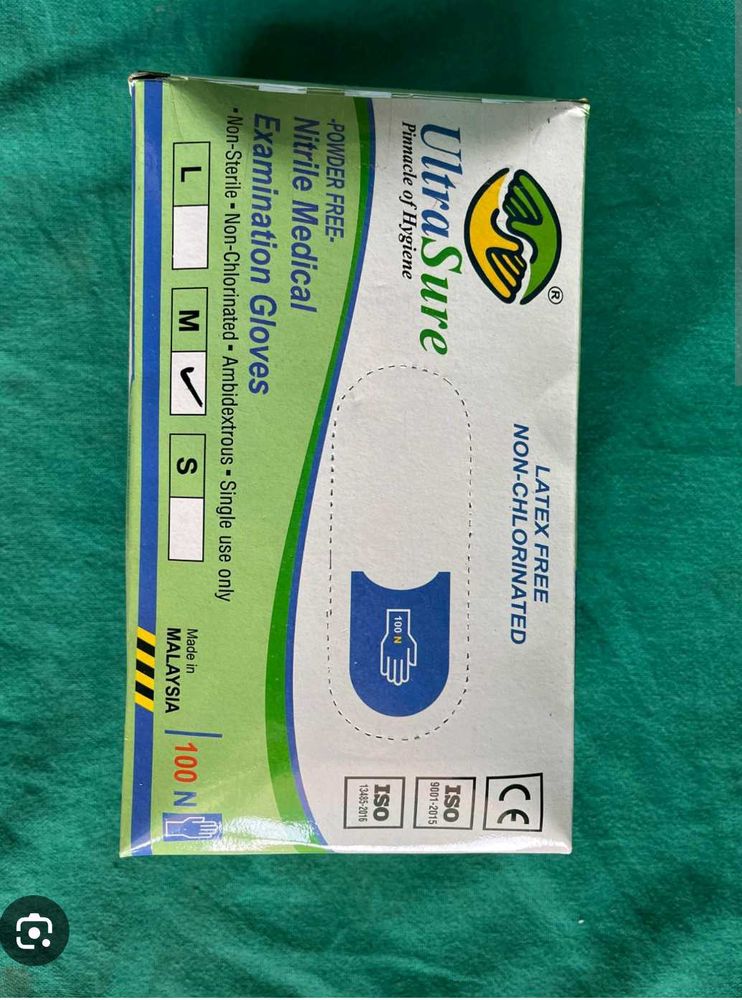 ®
UltraSure
Pinnacle of Hygiene
LATEX FREE
NON-CHLORINATED
CE
ISO
9001-2015
ISO
13485-2016
100 N
-POWDER FREE-
Nitrile Medical
Examination Gloves
▪Non-Sterile ▪ Non-Chlorinated ▪ Ambidextrous ▪ Single use only
L
M
S
Made in
MALAYSIA
100 N